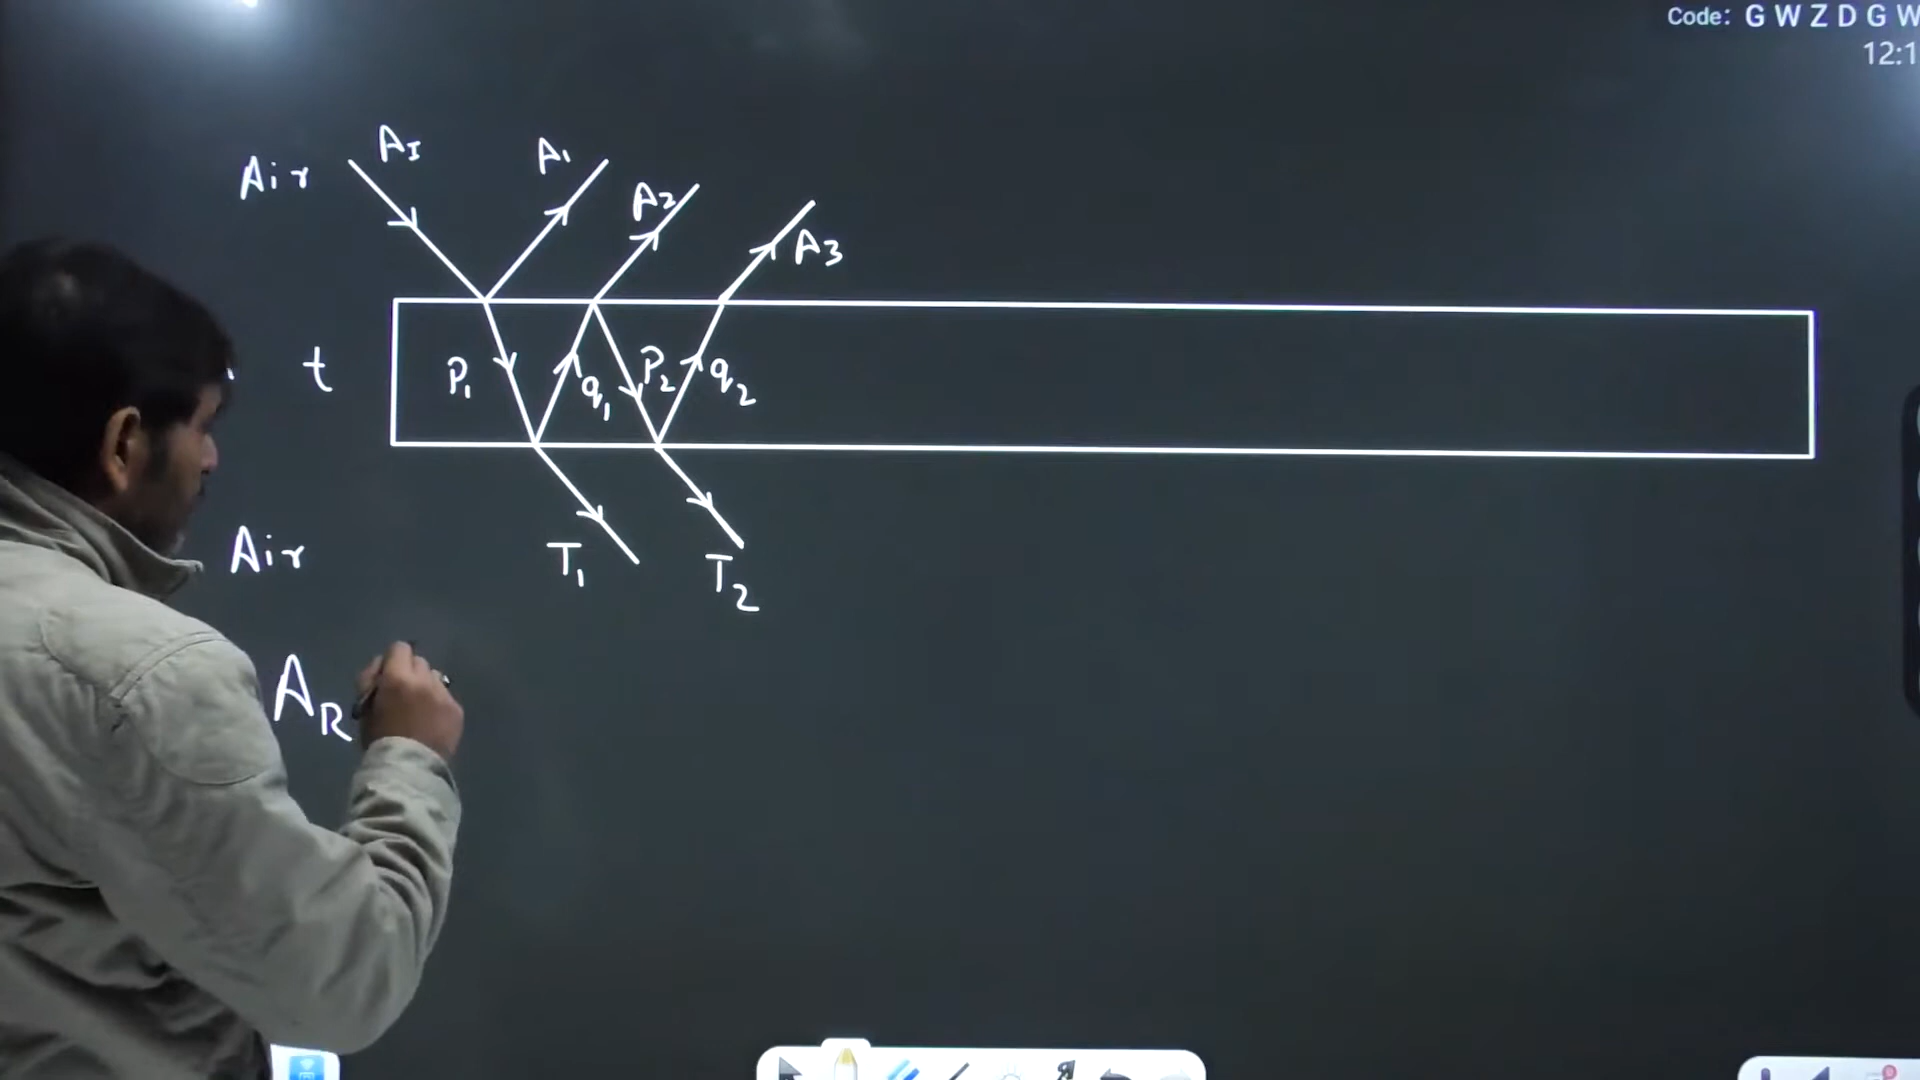 Code: G W Z D G W
12:1
Air
A_I
A_1
A_2
A_3
t
P_1
q_1
P_2
q_2
Air
T_1
T_2
A_R